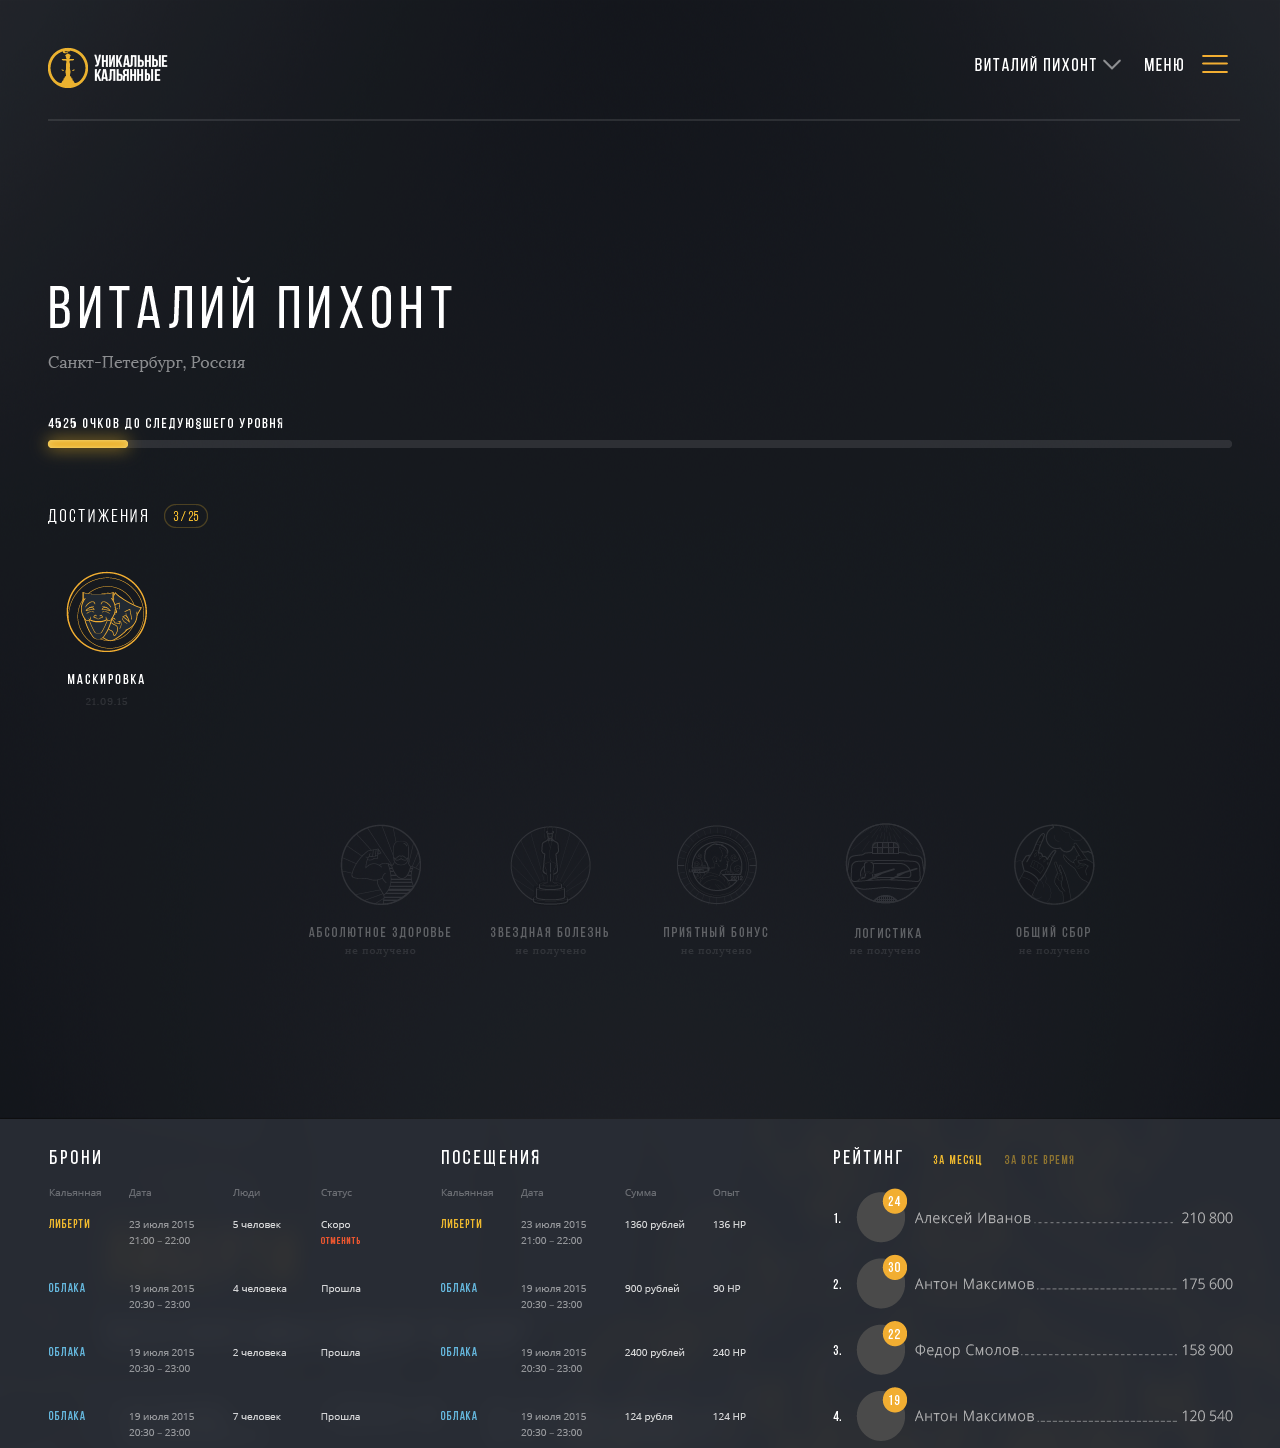 УНИКАЛЬНЫЕ
КАЛЬЯННЫЕ
ВИТАЛИЙ ПИХОНТ
МЕНЮ
ВИТАЛИЙ ПИХОНТ
Санкт-Петербург, Россия
4525 ОЧКОВ ДО СЛЕДУЮ§ШЕГО УРОВНЯ
ДОСТИЖЕНИЯ 3/25
МАСКИРОВКА
21.09.15
АБСОЛЮТНОЕ ЗДОРОВЬЕ ЗВЕЗДНАЯ БОЛЕЗНЬ ПРИЯТНЫЙ БОНУС ЛОГИСТИКА ОБЩИЙ СБОР
не получено не получено не получено не получено не получено
БРОНИ
Кальянная Дата Люди Статус
ЛИБЕРТИ 23 июля 2015 5 человек Скоро
21:00 – 22:00 ОТМЕНИТЬ
ОБЛАКА 19 июля 2015 4 человека Прошла
20:30 – 23:00
ОБЛАКА 19 июля 2015 2 человека Прошла
20:30 – 23:00
ОБЛАКА 19 июля 2015 7 человек Прошла
20:30 – 23:00
ПОСЕЩЕНИЯ
Кальянная Дата Сумма Опыт
ЛИБЕРТИ 23 июля 2015 1360 рублей 136 HP
21:00 – 22:00
ОБЛАКА 19 июля 2015 900 рублей 90 HP
20:30 – 23:00
ОБЛАКА 19 июля 2015 2400 рублей 240 HP
20:30 – 23:00
ОБЛАКА 19 июля 2015 124 рубля 124 HP
20:30 – 23:00
РЕЙТИНГ ЗА МЕСЯЦ ЗА ВСЕ ВРЕМЯ
1. 24 Алексей Иванов 210 800
2. 30 Антон Максимов 175 600
3. 22 Федор Смолов 158 900
4. 19 Антон Максимов 120 540